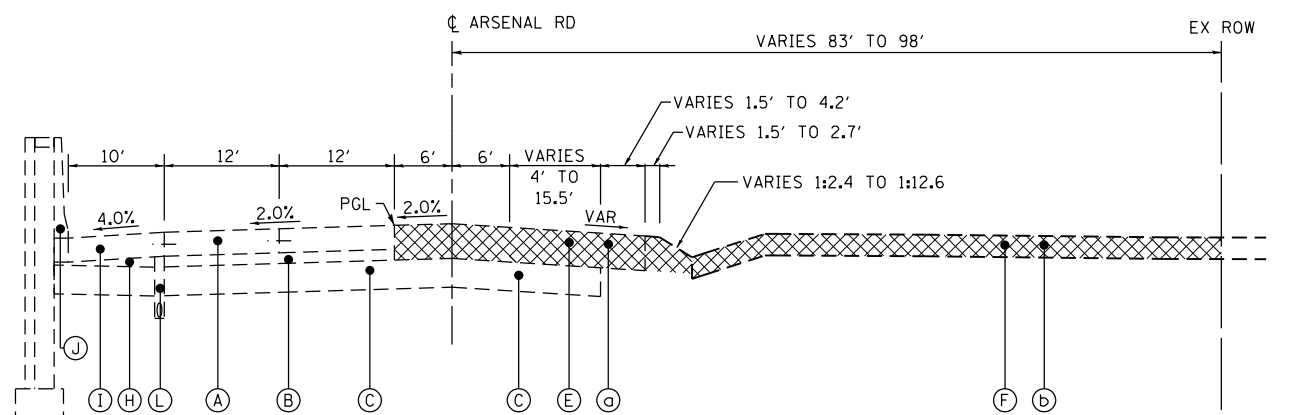 ℄ ARSENAL RD
EX ROW
VARIES 83' TO 98'
VARIES 1.5' TO 4.2'
VARIES 1.5' TO 2.7'
10'
12'
12'
6'
6'
VARIES
4' TO
15.5'
VARIES 1:2.4 TO 1:12.6
PGL
4.0%
2.0%
2.0%
VAR
J
I
H
L
A
B
C
C
E
a
F
b